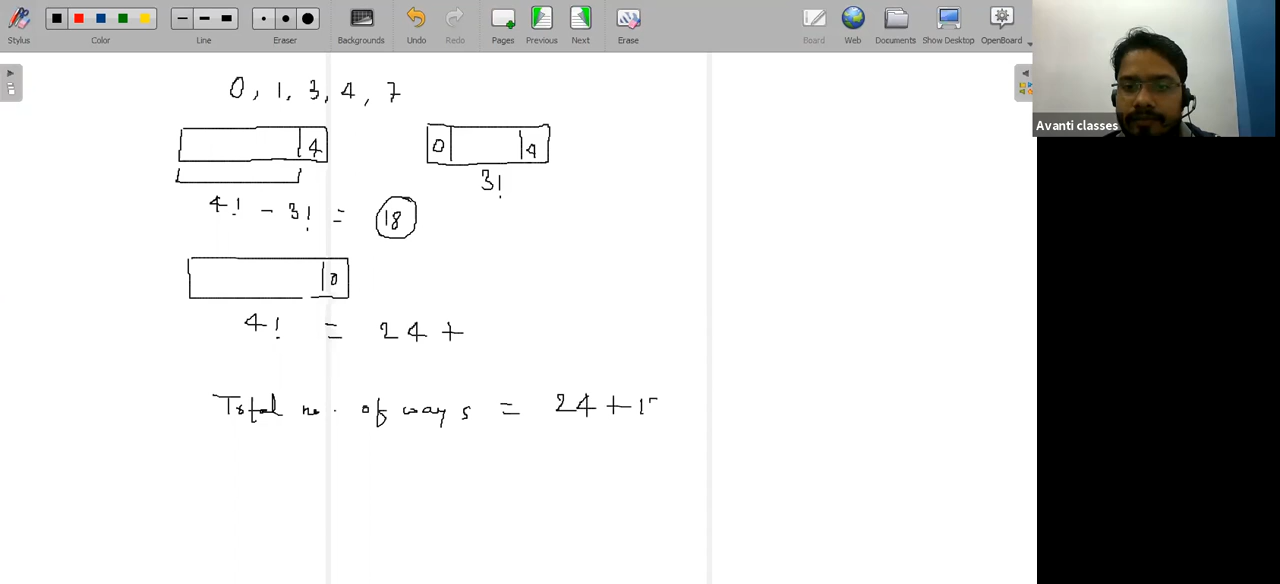 Stylus Color Line Eraser Backgrounds Undo Redo Pages Previous Next Erase Board Web Documents Show Desktop OpenBoard
Avanti classes
0, 1, 3, 4, 7
4 0 4
3!
4! - 3! = 18
0
4! = 24 +
Total no. of ways = 24 + 1